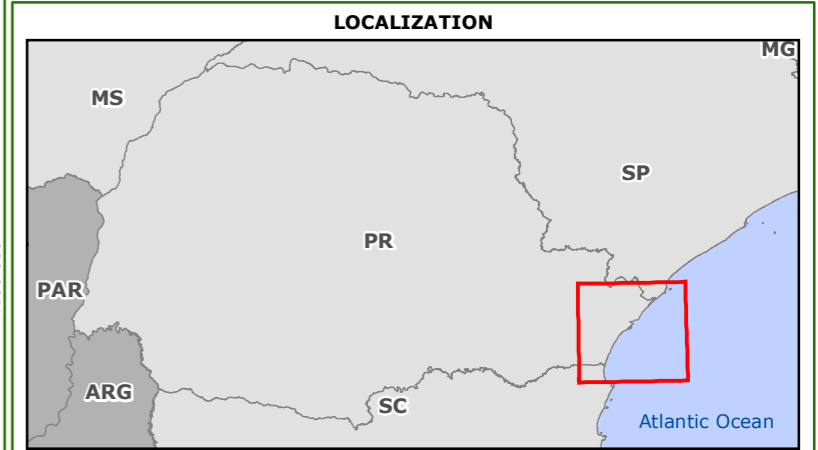 LOCALIZATION
MG
MS
SP
PR
PAR
ARG
SC
Atlantic Ocean